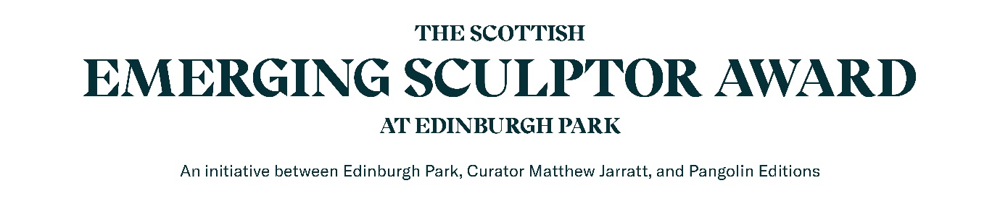 THE SCOTTISH
EMERGING SCULPTOR AWARD
AT EDINBURGH PARK
An initiative between Edinburgh Park, Curator Matthew Jarratt, and Pangolin Editions